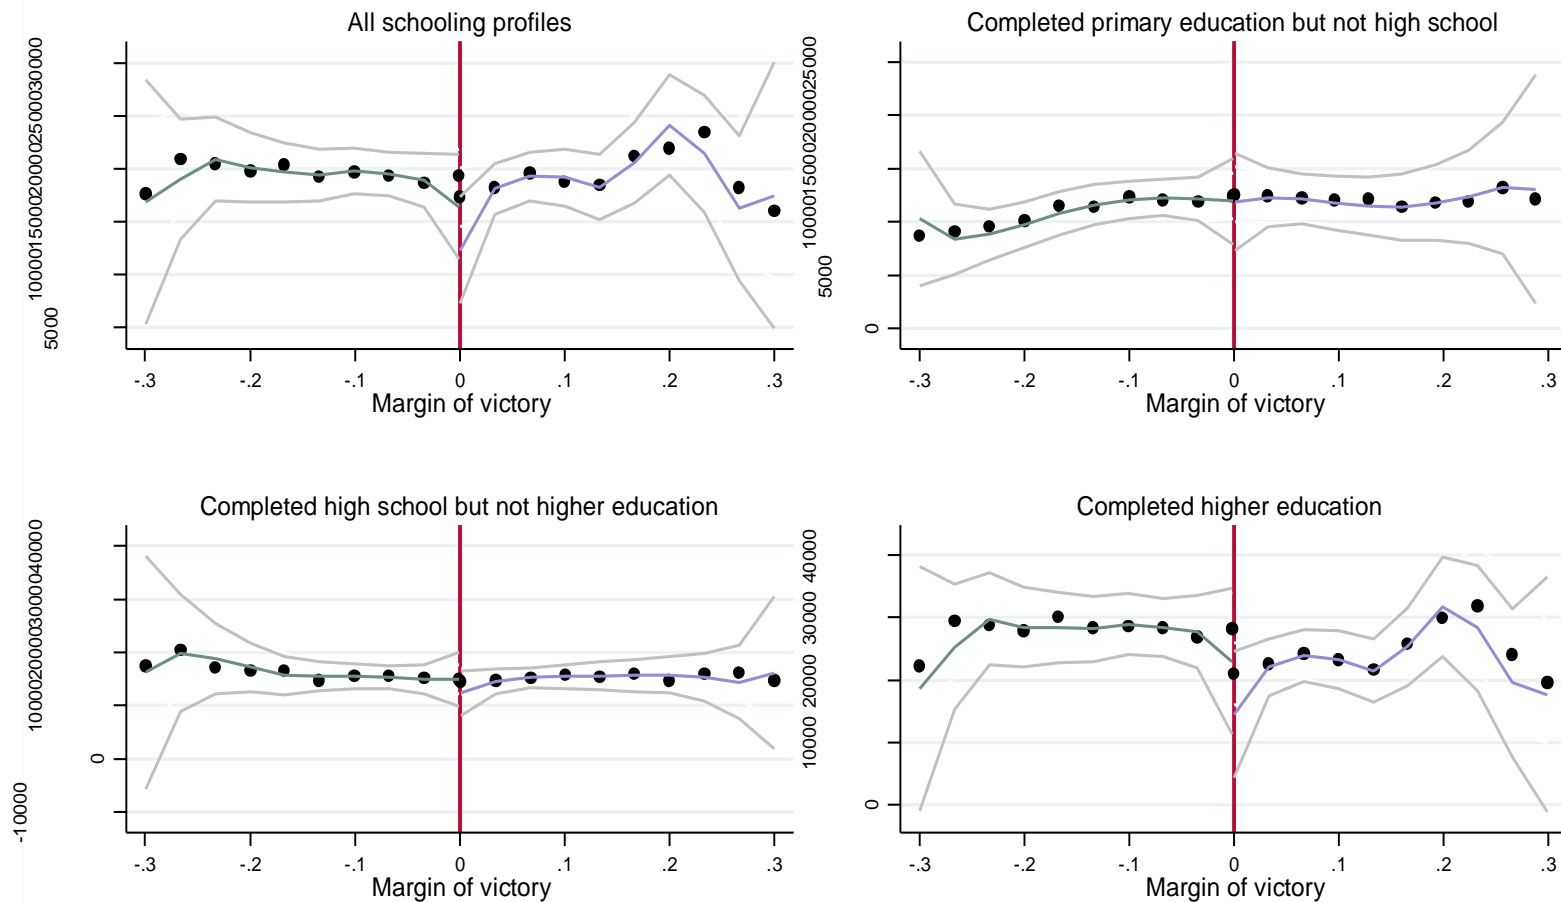 All schooling profiles
5000 1000015000200002500030000
-.3 -.2 -.1 0 .1 .2 .3
Margin of victory
Completed primary education but not high school
0 5000 10000150002000025000
-.3 -.2 -.1 0 .1 .2 .3
Margin of victory
Completed high school but not higher education
-10000 0 10000200003000040000
-.3 -.2 -.1 0 .1 .2 .3
Margin of victory
Completed higher education
0 10000 20000 30000 40000
-.3 -.2 -.1 0 .1 .2 .3
Margin of victory